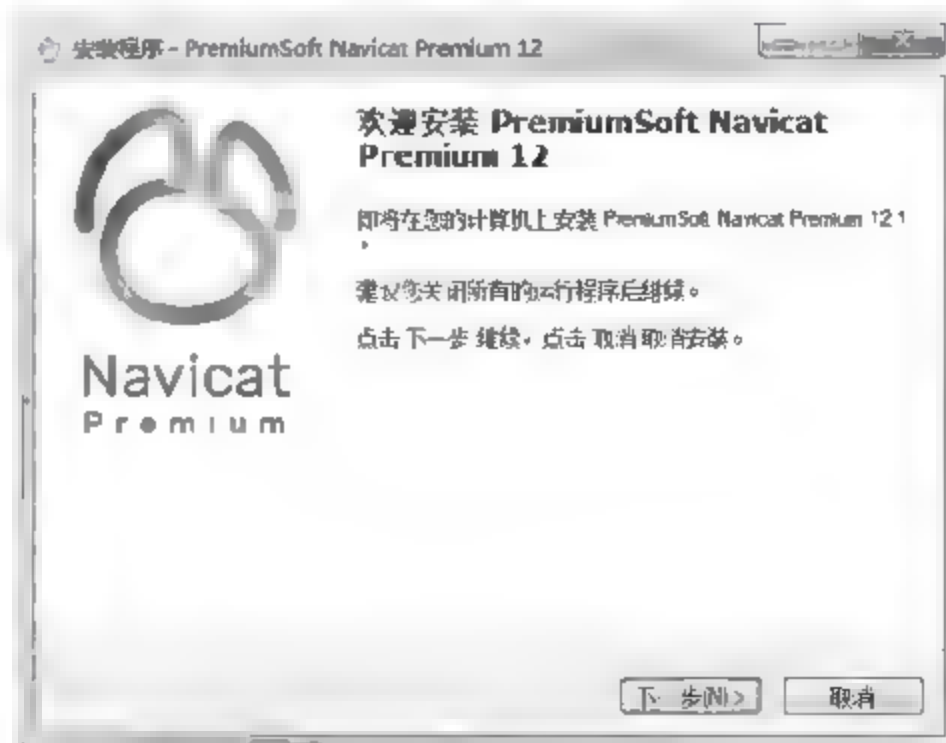 安装程序 - PremiumSoft Navicat Premium 12
欢迎安装 PremiumSoft Navicat
Premium 12
即将在您的计算机上安装 PremiumSoft Navicat Premium 12.1
。
建议您关闭所有的运行程序后继续。
点击 下一步 继续，点击 取消 取消安装。
Navicat
Premium
下一步(N) >
取消